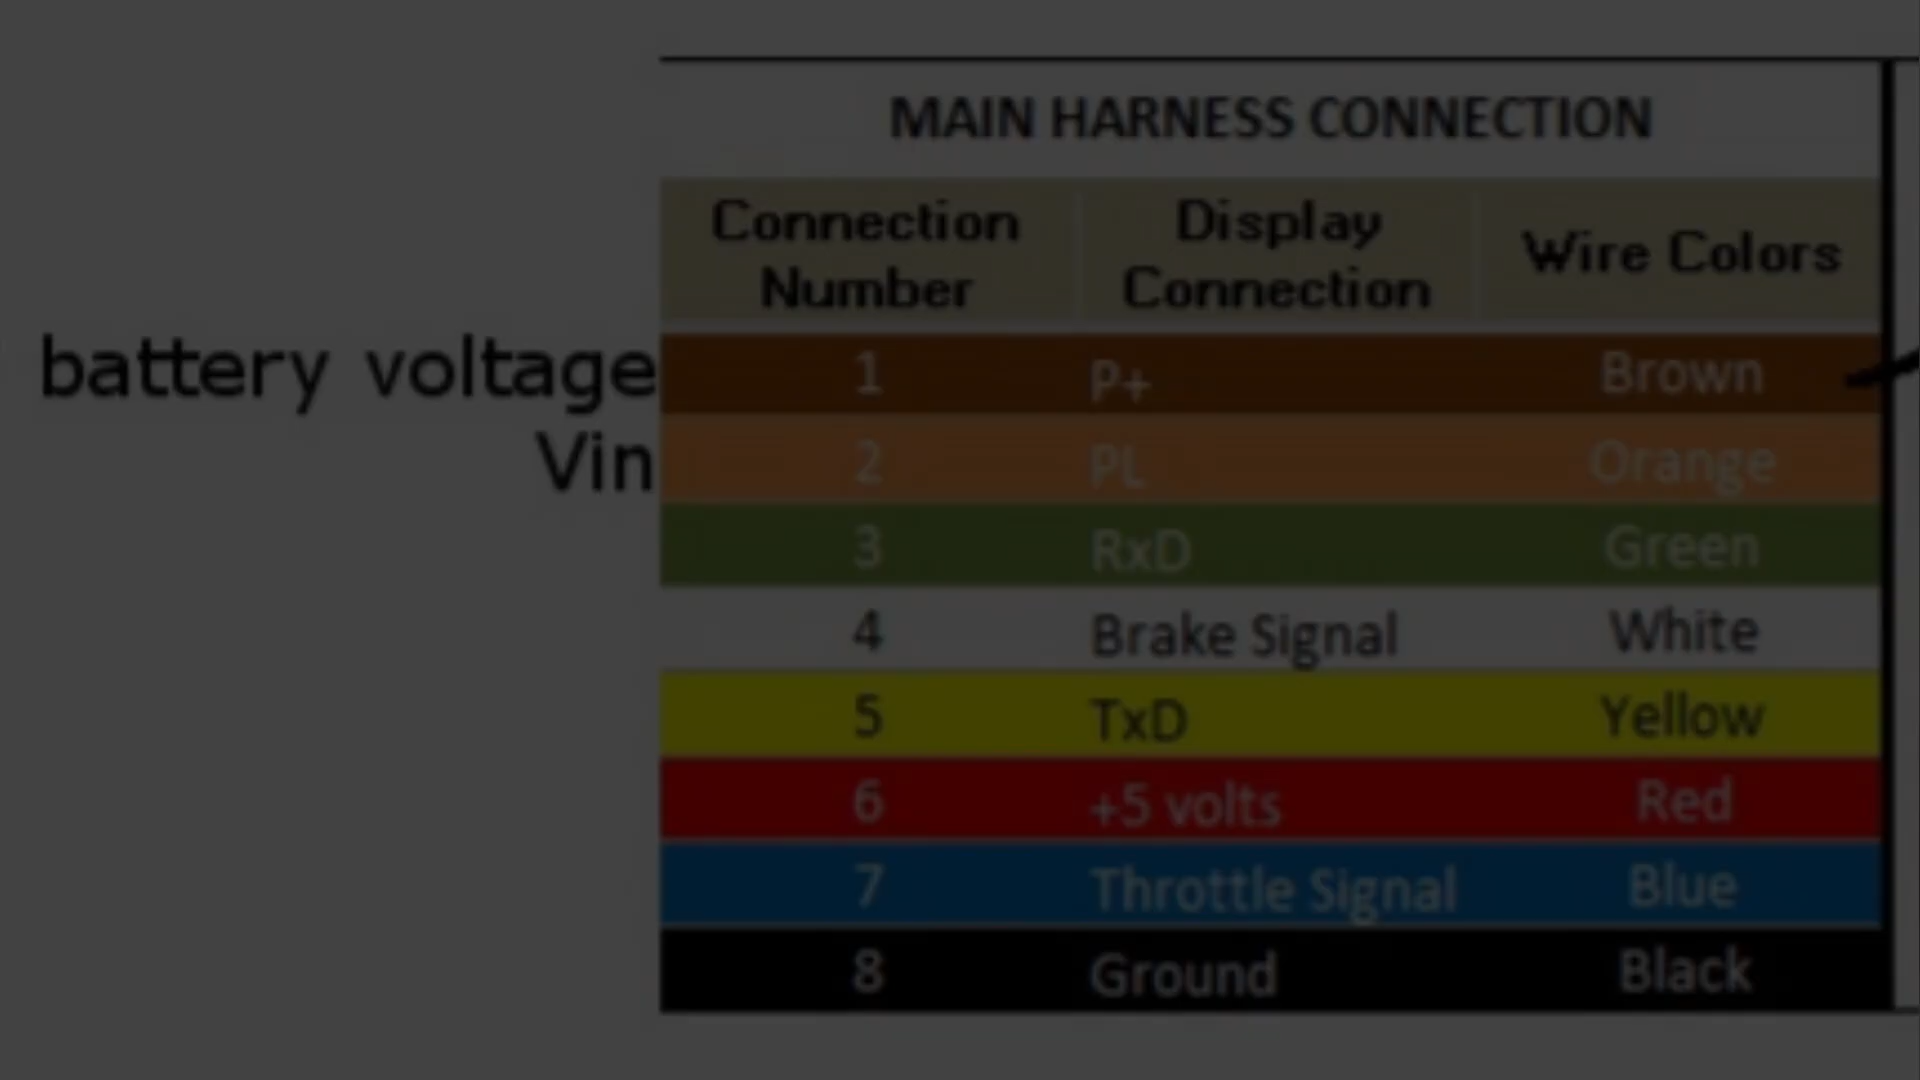 MAIN HARNESS CONNECTION
Connection Number Display Connection Wire Colors
battery voltage 1 P+ Brown
Vin 2 PL Orange
3 RxD Green
4 Brake Signal White
5 TxD Yellow
6 +5 volts Red
7 Throttle Signal Blue
8 Ground Black